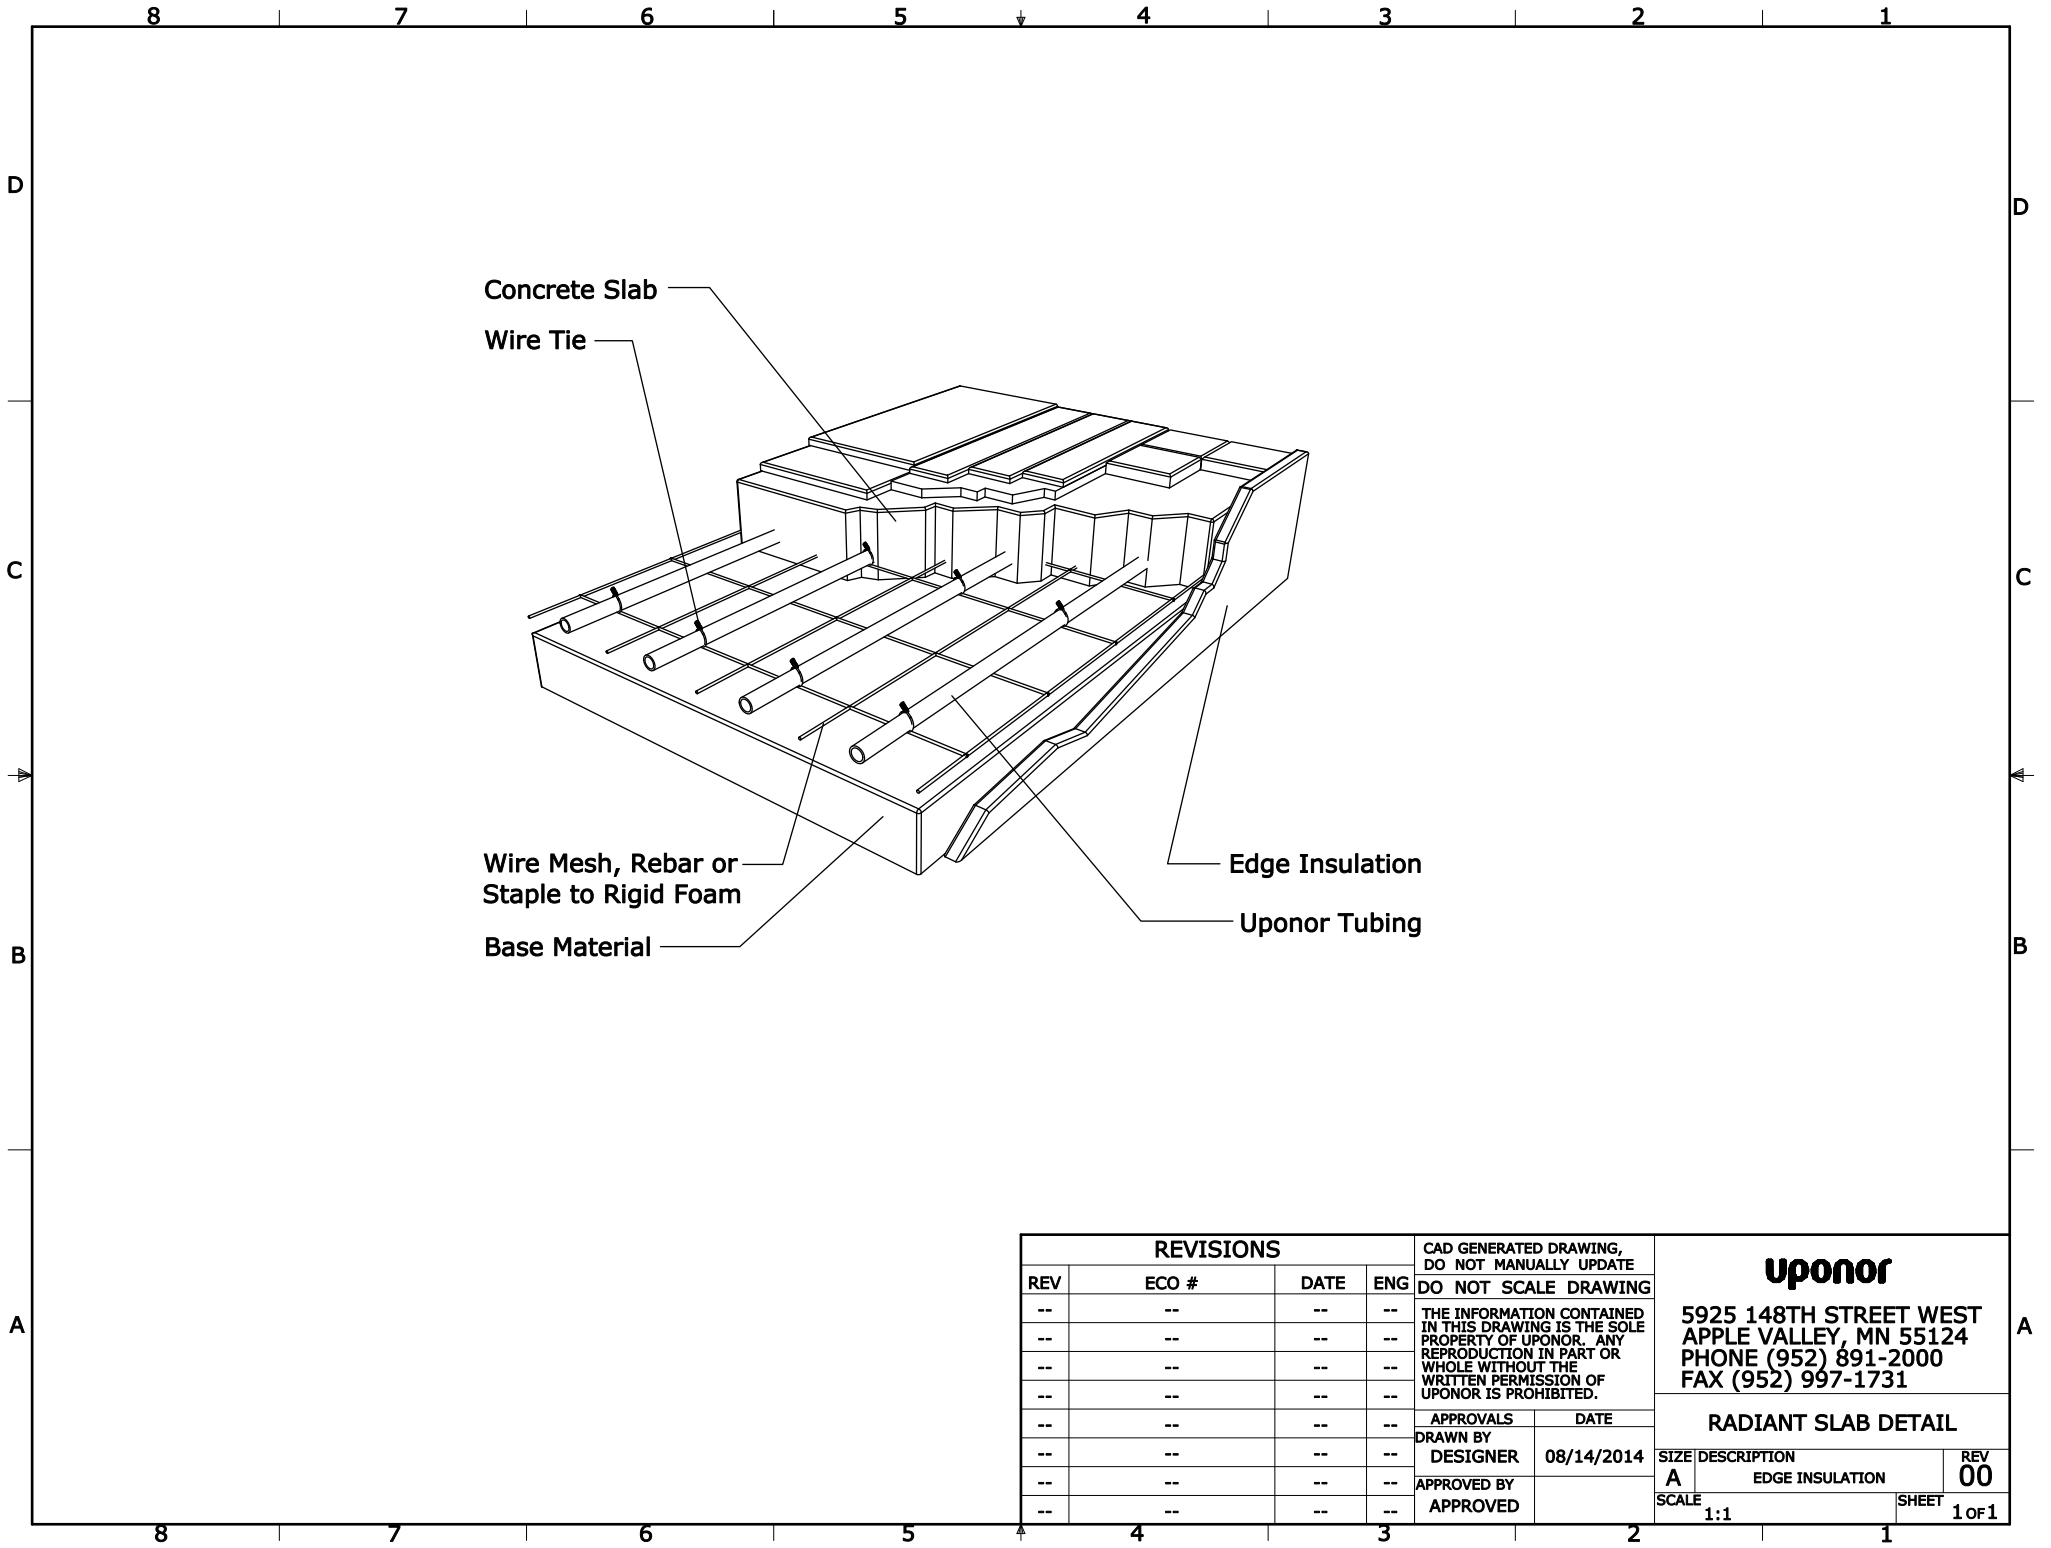 8 7 6 5 4 3 2 1
D D
Concrete Slab
Wire Tie
C C
Wire Mesh, Rebar or
Staple to Rigid Foam
Base Material
Edge Insulation
Uponor Tubing
B B
REVISIONS
REV ECO # DATE ENG
-- -- -- --
-- -- -- --
-- -- -- --
-- -- -- --
-- -- -- --
-- -- -- --
-- -- -- --
-- -- -- --
CAD GENERATED DRAWING,
DO NOT MANUALLY UPDATE
DO NOT SCALE DRAWING
THE INFORMATION CONTAINED
IN THIS DRAWING IS THE SOLE
PROPERTY OF UPONOR. ANY
REPRODUCTION IN PART OR
WHOLE WITHOUT THE
WRITTEN PERMISSION OF
UPONOR IS PROHIBITED.
APPROVALS DATE
DRAWN BY
DESIGNER 08/14/2014
APPROVED BY
APPROVED
uponor
5925 148TH STREET WEST
APPLE VALLEY, MN 55124
PHONE (952) 891-2000
FAX (952) 997-1731
RADIANT SLAB DETAIL
SIZE DESCRIPTION REV
A EDGE INSULATION 00
SCALE SHEET
1:1 1 OF 1
A A
8 7 6 5 4 3 2 1